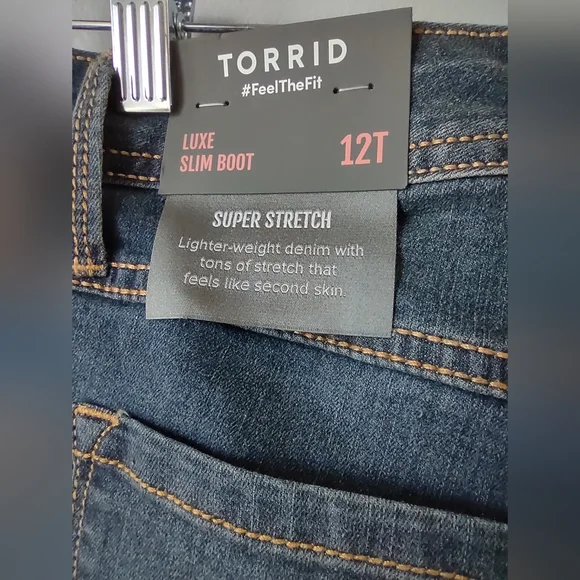 TORRID
#FeelTheFit
LUXE
SLIM BOOT 12T
SUPER STRETCH
Lighter-weight denim with
tons of stretch that
feels like second skin.